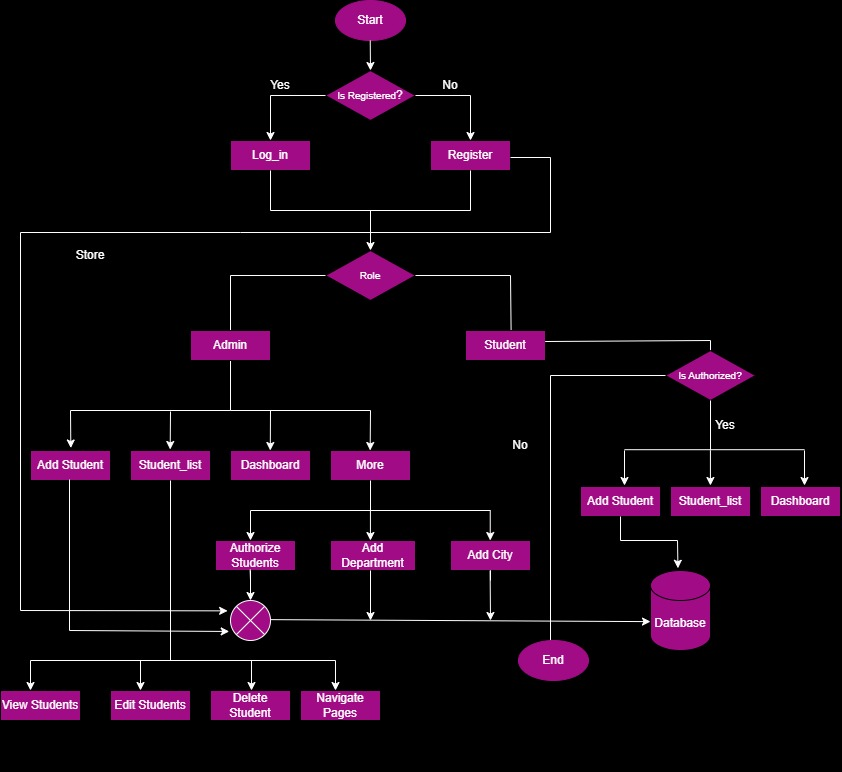 Start
Is Registered?
Yes
No
Log_in
Register
Store
Role
Admin
Student
Is Authorized?
No
Yes
Add Student
Student_list
Dashboard
More
Add Student
Student_list
Dashboard
Authorize
Students
Add
Department
Add City
Database
End
View Students
Edit Students
Delete
Student
Navigate
Pages